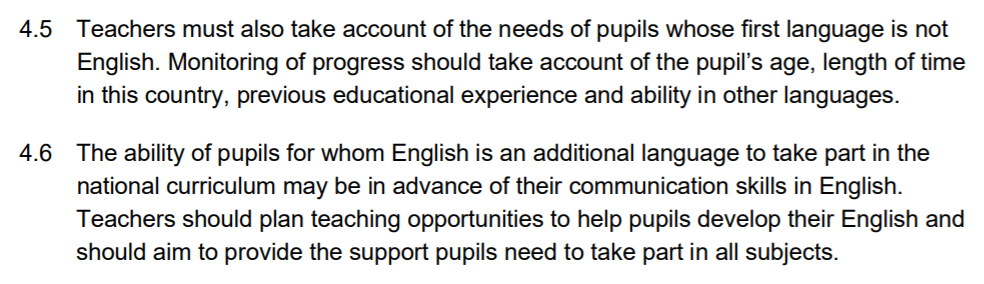 4.5 Teachers must also take account of the needs of pupils whose first language is not
English. Monitoring of progress should take account of the pupil’s age, length of time
in this country, previous educational experience and ability in other languages.
4.6 The ability of pupils for whom English is an additional language to take part in the
national curriculum may be in advance of their communication skills in English.
Teachers should plan teaching opportunities to help pupils develop their English and
should aim to provide the support pupils need to take part in all subjects.